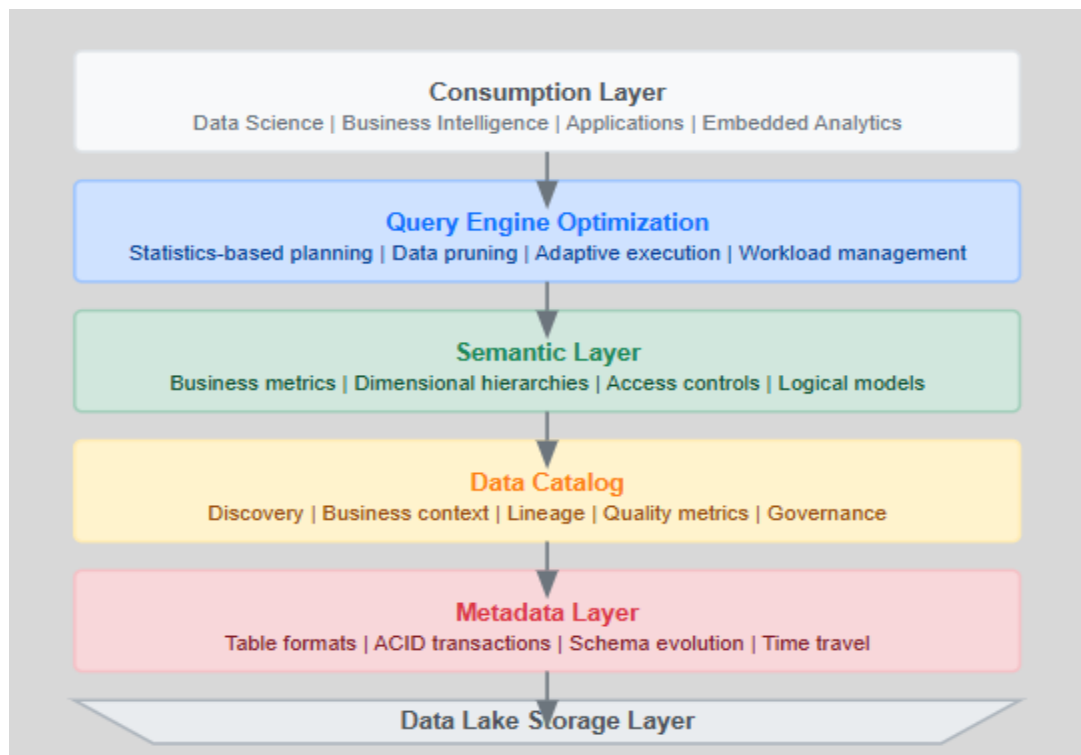 Consumption Layer
Data Science | Business Intelligence | Applications | Embedded Analytics
Query Engine Optimization
Statistics-based planning | Data pruning | Adaptive execution | Workload management
Semantic Layer
Business metrics | Dimensional hierarchies | Access controls | Logical models
Data Catalog
Discovery | Business context | Lineage | Quality metrics | Governance
Metadata Layer
Table formats | ACID transactions | Schema evolution | Time travel
Data Lake Storage Layer